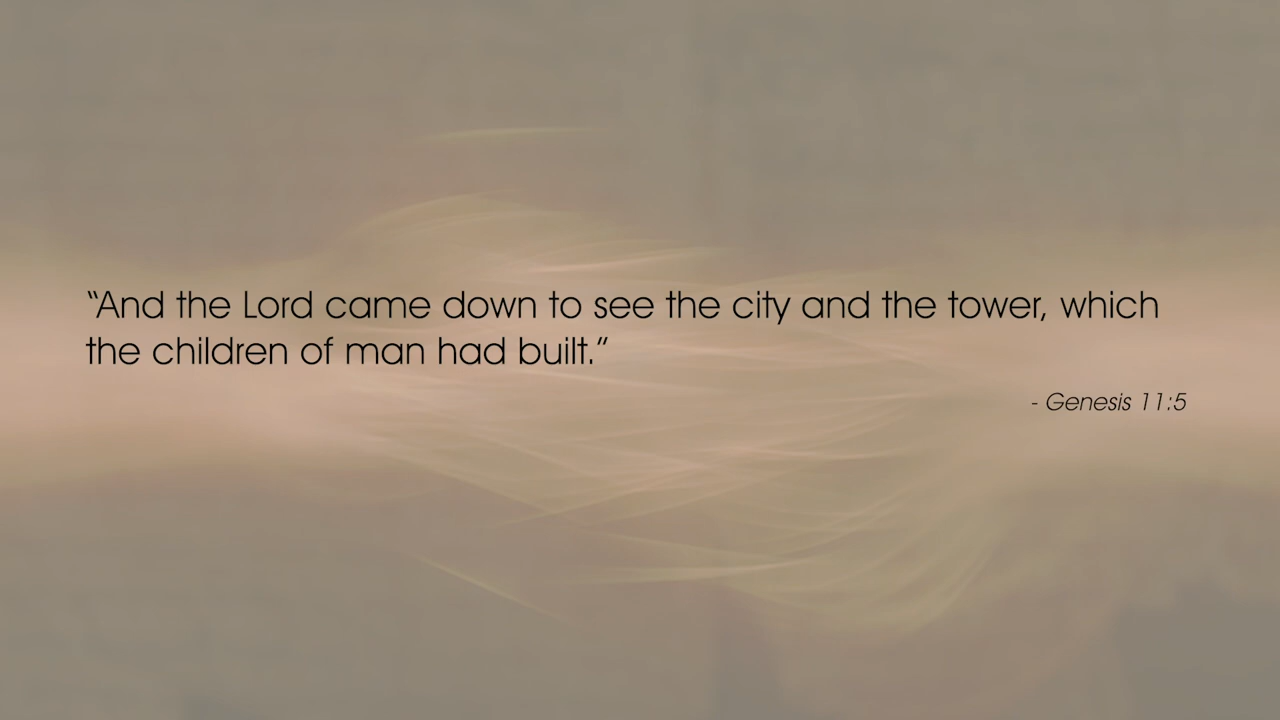 “And the Lord came down to see the city and the tower, which
the children of man had built.”
- Genesis 11:5